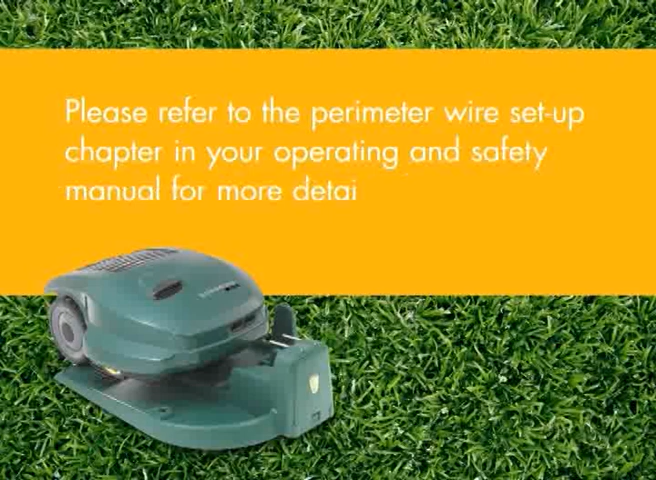 Please refer to the perimeter wire set-up
chapter in your operating and safety
manual for more detai